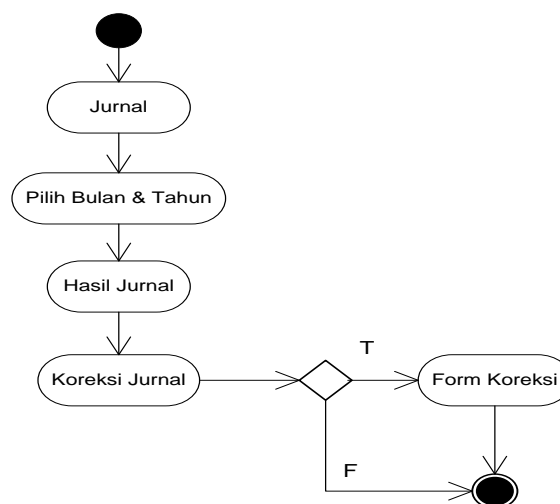 Jurnal
Pilih Bulan & Tahun
Hasil Jurnal
Koreksi Jurnal
T
Form Koreksi
F